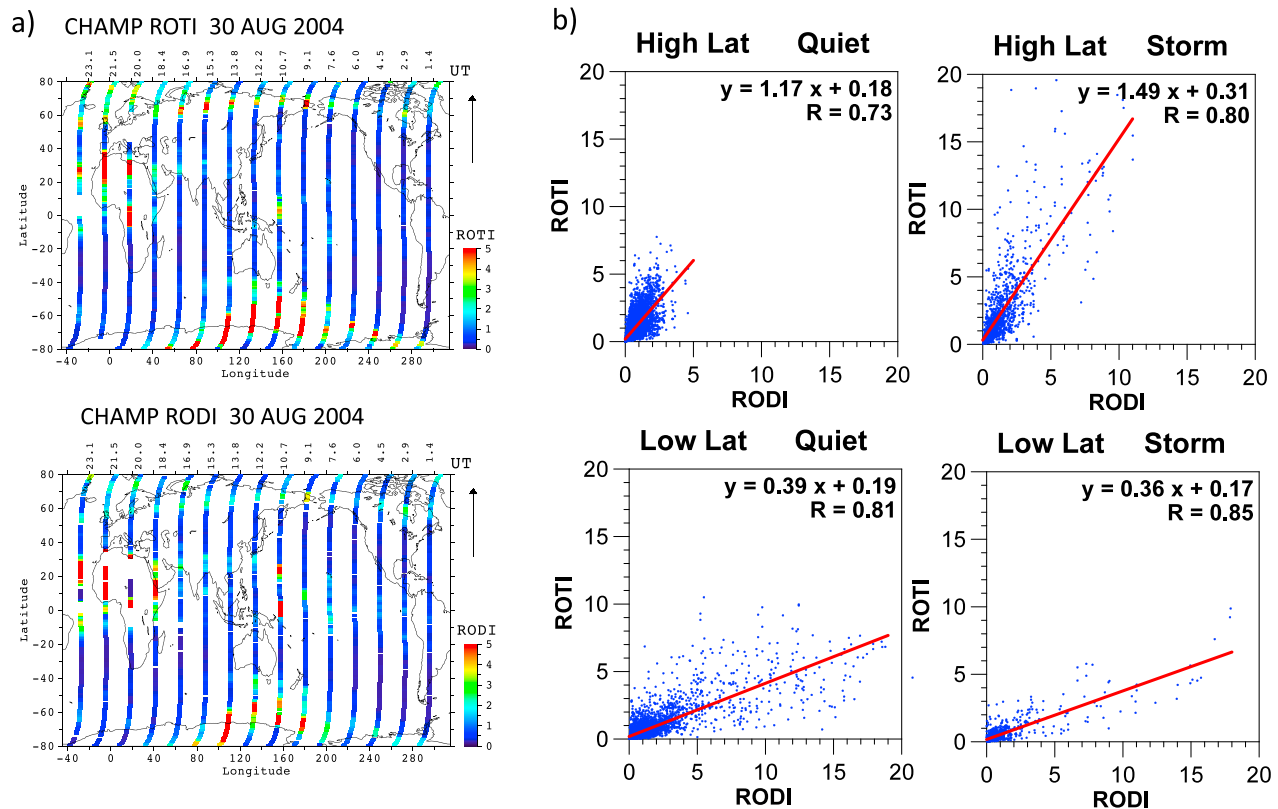 a)
CHAMP ROTI 30 AUG 2004
23.1 21.5 20.0 18.4 16.9 15.3 13.8 12.2 10.7 9.1 7.6 6.0 4.5 2.9 1.4 UT
80
60
40
20
0
-20
-40
-60
-80
Latitude
-40 0 40 80 120 160 200 240 280
Longitude
ROTI
5
4
3
2
1
0
CHAMP RODI 30 AUG 2004
23.1 21.5 20.0 18.4 16.9 15.3 13.8 12.2 10.7 9.1 7.6 6.0 4.5 2.9 1.4 UT
80
60
40
20
0
-20
-40
-60
-80
Latitude
-40 0 40 80 120 160 200 240 280
Longitude
RODI
5
4
3
2
1
0
b)
High Lat Quiet
y = 1.17 x + 0.18
R = 0.73
20
15
10
5
0
ROTI
0 5 10 15 20
RODI
High Lat Storm
y = 1.49 x + 0.31
R = 0.80
20
15
10
5
0
ROTI
0 5 10 15 20
RODI
Low Lat Quiet
y = 0.39 x + 0.19
R = 0.81
20
15
10
5
0
ROTI
0 5 10 15 20
RODI
Low Lat Storm
y = 0.36 x + 0.17
R = 0.85
20
15
10
5
0
ROTI
0 5 10 15 20
RODI